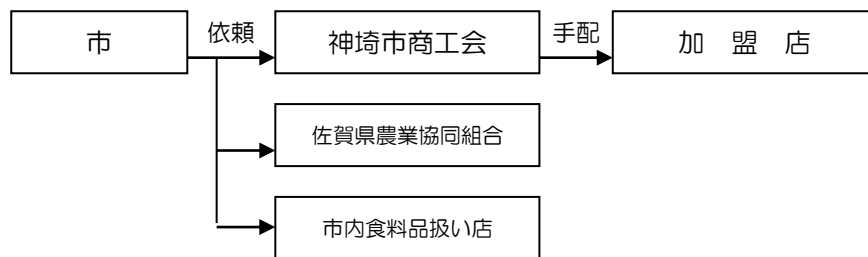 市
依頼
神埼市商工会
手配
加　盟　店
佐賀県農業協同組合
市内食料品扱い店